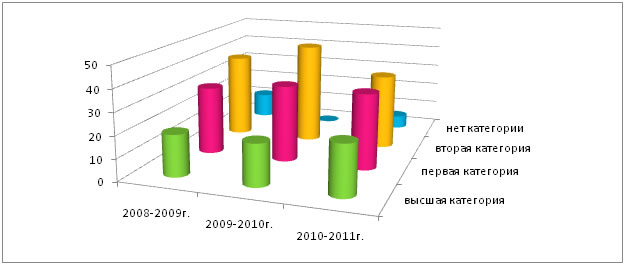 50
40
30
20
10
0
2008-2009г.
2009-2010г.
2010-2011г.
нет категории
вторая категория
первая категория
высшая категория